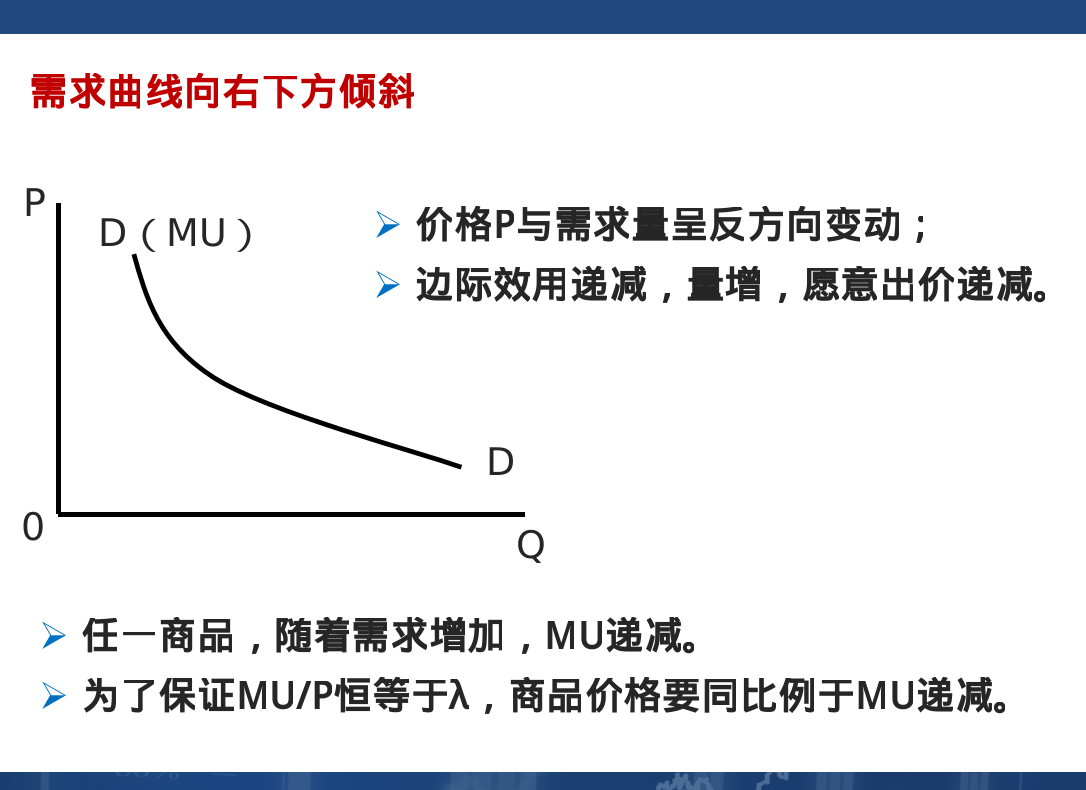 需求曲线向右下方倾斜
P
D（MU）
价格P与需求量呈反方向变动；
边际效用递减，量增，愿意出价递减。
D
0
Q
任一商品，随着需求增加，MU递减。
为了保证MU/P恒等于λ，商品价格要同比例于MU递减。